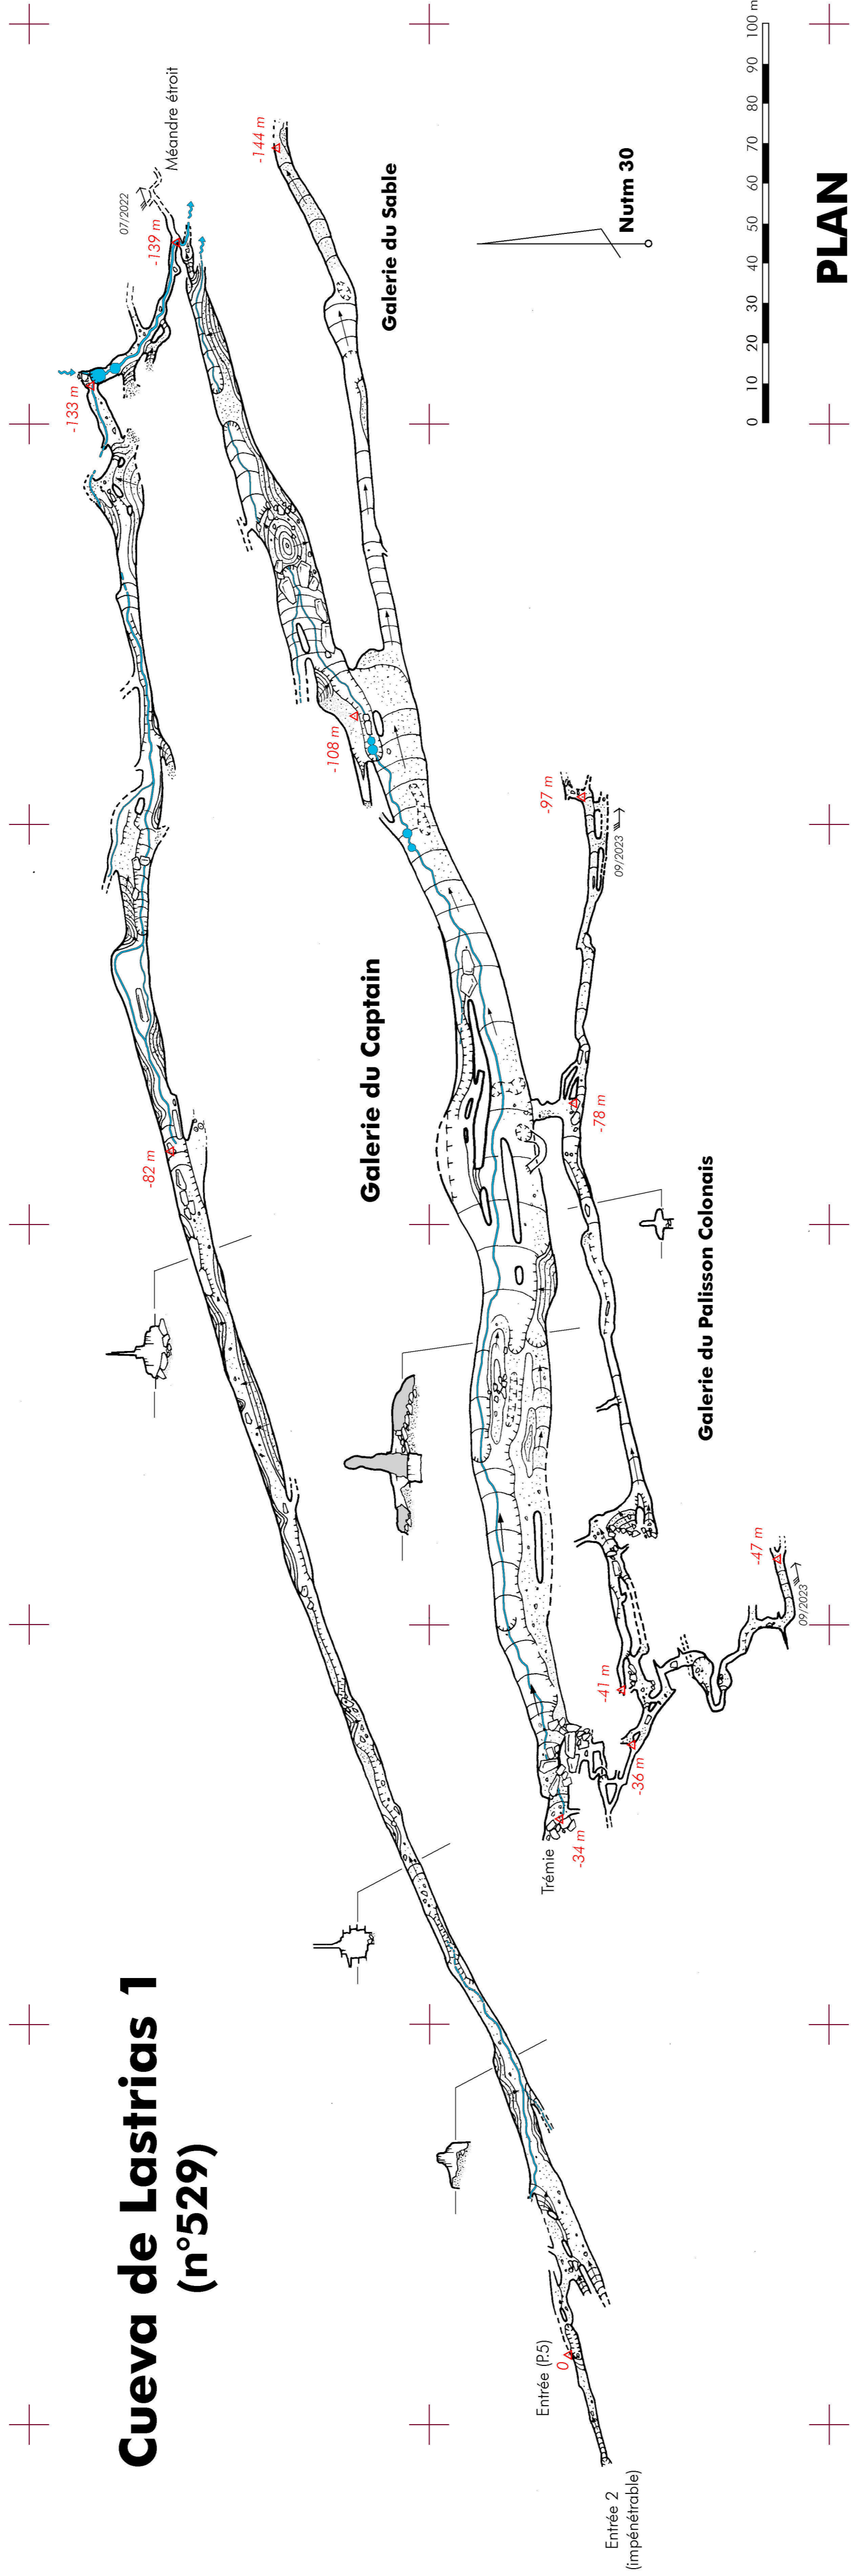 Cueva de Lastrias 1
(n°529)
Entrée 2
(impénétrable)
Entrée (P.5)
0
-82 m
-133 m
07/2022
-139 m
Méandre étroit
Trémie
-34 m
Galerie du Captain
-108 m
-144 m
Galerie du Sable
-36 m
-41 m
-47 m
09/2023
Galerie du Palisson Colonais
-78 m
-97 m
09/2023
Nutm 30
0 10 20 30 40 50 60 70 80 90 100 m
PLAN